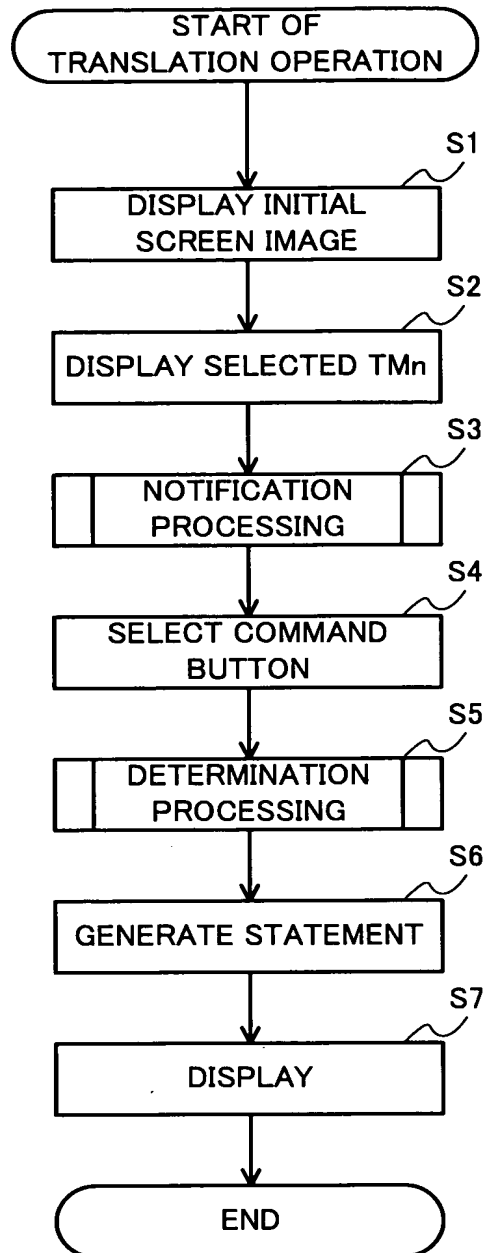 START OF
TRANSLATION OPERATION
S1
DISPLAY INITIAL
SCREEN IMAGE
S2
DISPLAY SELECTED TMn
S3
NOTIFICATION
PROCESSING
S4
SELECT COMMAND
BUTTON
S5
DETERMINATION
PROCESSING
S6
GENERATE STATEMENT
S7
DISPLAY
END